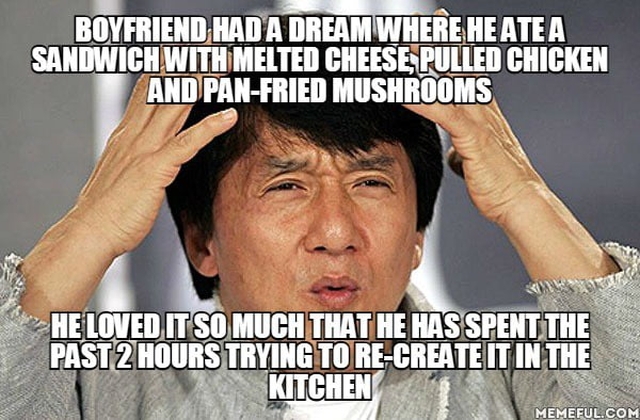 BOYFRIEND HAD A DREAM WHERE HE ATE A
SANDWICH WITH MELTED CHEESE, PULLED CHICKEN
AND PAN-FRIED MUSHROOMS
HE LOVED IT SO MUCH THAT HE HAS SPENT THE
PAST 2 HOURS TRYING TO RE-CREATE IT IN THE
KITCHEN
MEMEFUL.COM